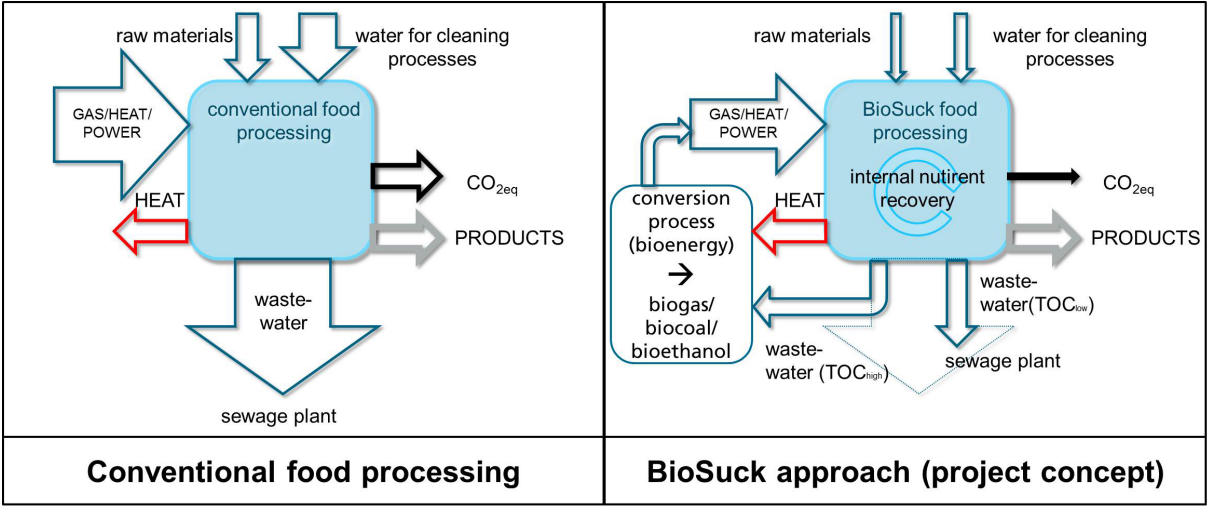 raw materials
water for cleaning
processes
GAS/HEAT/
POWER
conventional food
processing
HEAT
CO2eq
PRODUCTS
waste-
water
sewage plant
Conventional food processing
raw materials
water for cleaning
processes
GAS/HEAT/
POWER
BioSuck food
processing
internal nutirent
recovery
conversion
process
(bioenergy)
→
biogas/
biocoal/
bioethanol
HEAT
CO2eq
PRODUCTS
waste-
water(TOClow)
sewage plant
waste-
water (TOChigh)
BioSuck approach (project concept)